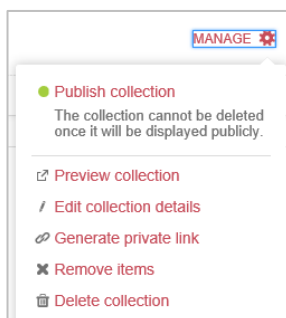 MANAGE
Publish collection
The collection cannot be deleted
once it will be displayed publicly.
Preview collection
Edit collection details
Generate private link
Remove items
Delete collection